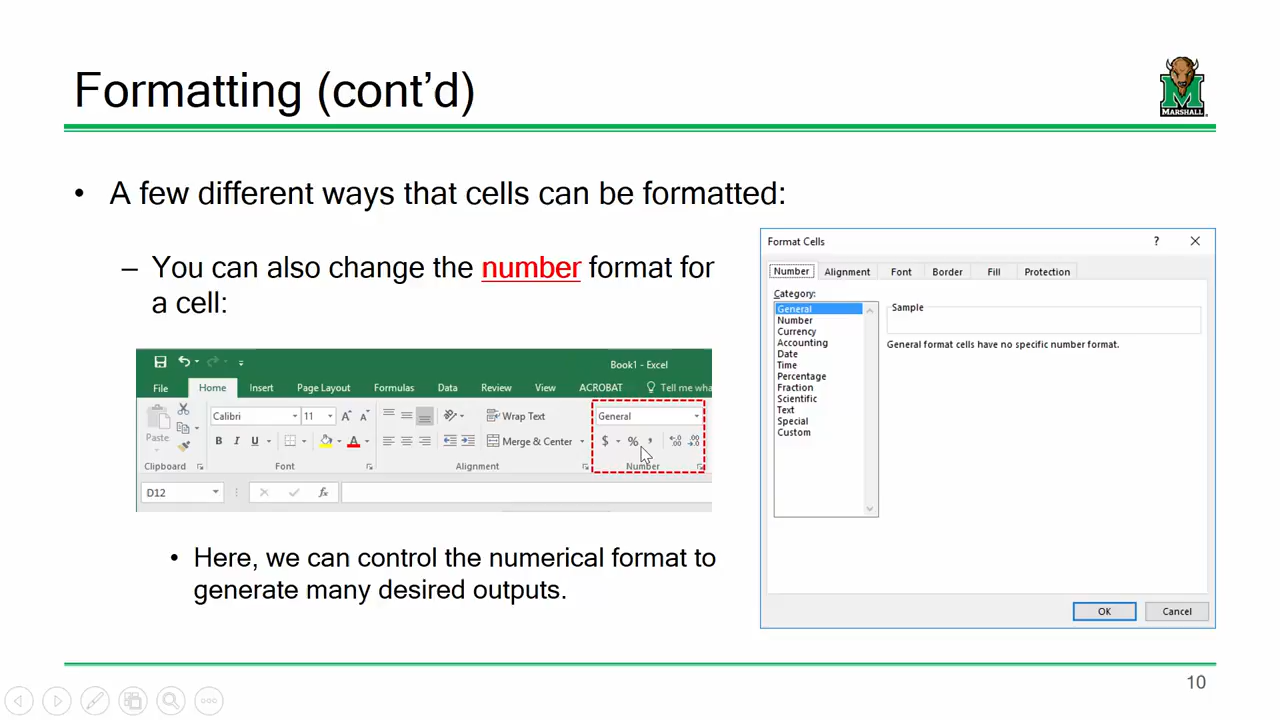 Formatting (cont’d)
MARSHALL
• A few different ways that cells can be formatted:
– You can also change the number format for
a cell:
Book1 - Excel
File Home Insert Page Layout Formulas Data Review View ACROBAT Tell me wha
Paste
Calibri 11 A A
Wrap Text
General
B I U A
Merge & Center
$ % ,
Clipboard Font Alignment Number
D12 fx
• Here, we can control the numerical format to
generate many desired outputs.
Format Cells ? ×
Number Alignment Font Border Fill Protection
Category:
General
Number
Currency
Accounting
Date
Time
Percentage
Fraction
Scientific
Text
Special
Custom
Sample
General format cells have no specific number format.
OK Cancel
10